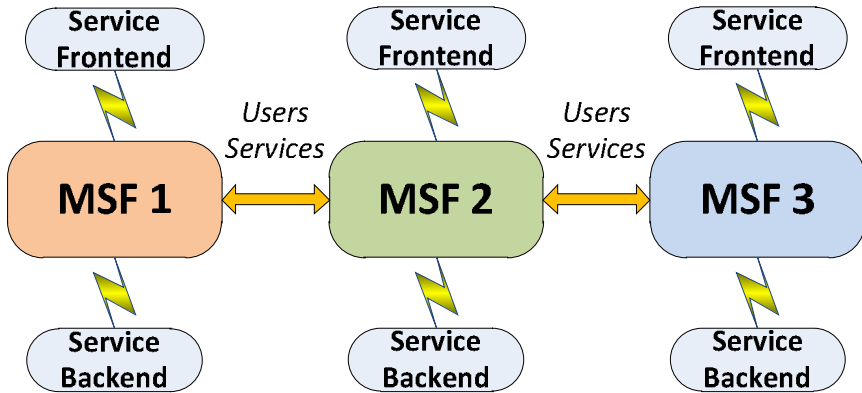 Service
Frontend
Service
Frontend
Service
Frontend
Users
Services
Users
Services
MSF 1
MSF 2
MSF 3
Service
Backend
Service
Backend
Service
Backend